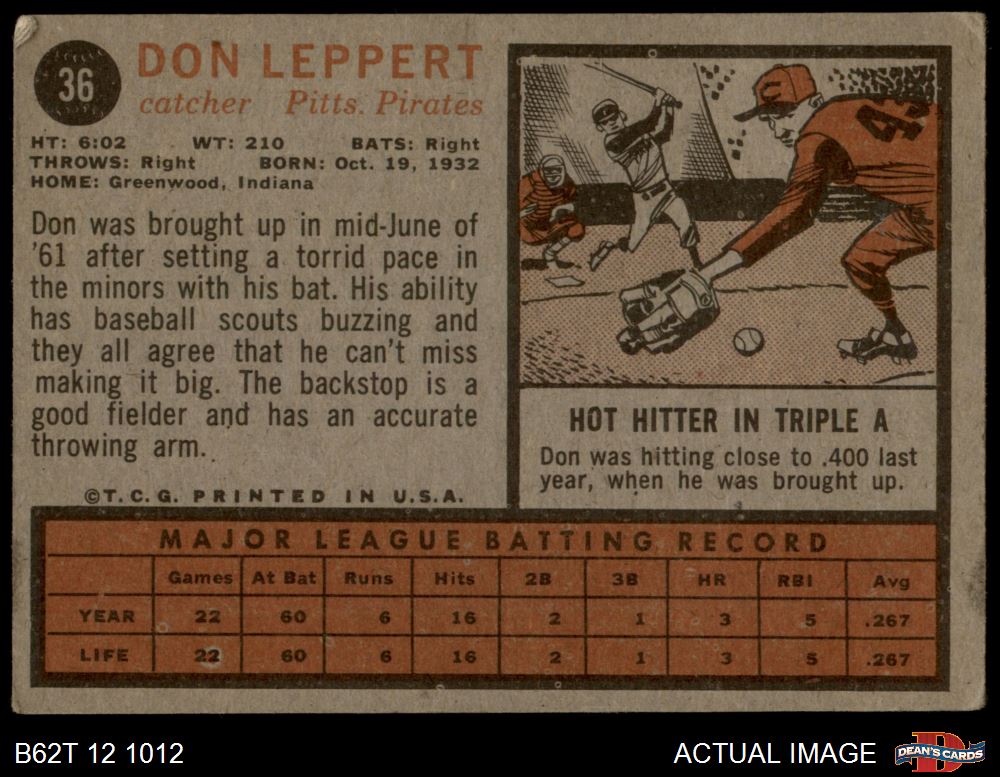 36
DON LEPPERT
catcher Pitts. Pirates
HT: 6:02 WT: 210 BATS: Right
THROWS: Right BORN: Oct. 19, 1932
HOME: Greenwood, Indiana
Don was brought up in mid-June of
'61 after setting a torrid pace in
the minors with his bat. His ability
has baseball scouts buzzing and
they all agree that he can't miss
making it big. The backstop is a
good fielder and has an accurate
throwing arm.
©T.C.G. PRINTED IN U.S.A.
C
HOT HITTER IN TRIPLE A
Don was hitting close to .400 last
year, when he was brought up.
MAJOR LEAGUE BATTING RECORD
Games At Bat Runs Hits 2B 3B HR RBI Avg
YEAR 22 60 6 16 2 1 3 5 .267
LIFE 22 60 6 16 2 1 3 5 .267
B62T 12 1012
ACTUAL IMAGE
D
DEAN'S CARDS